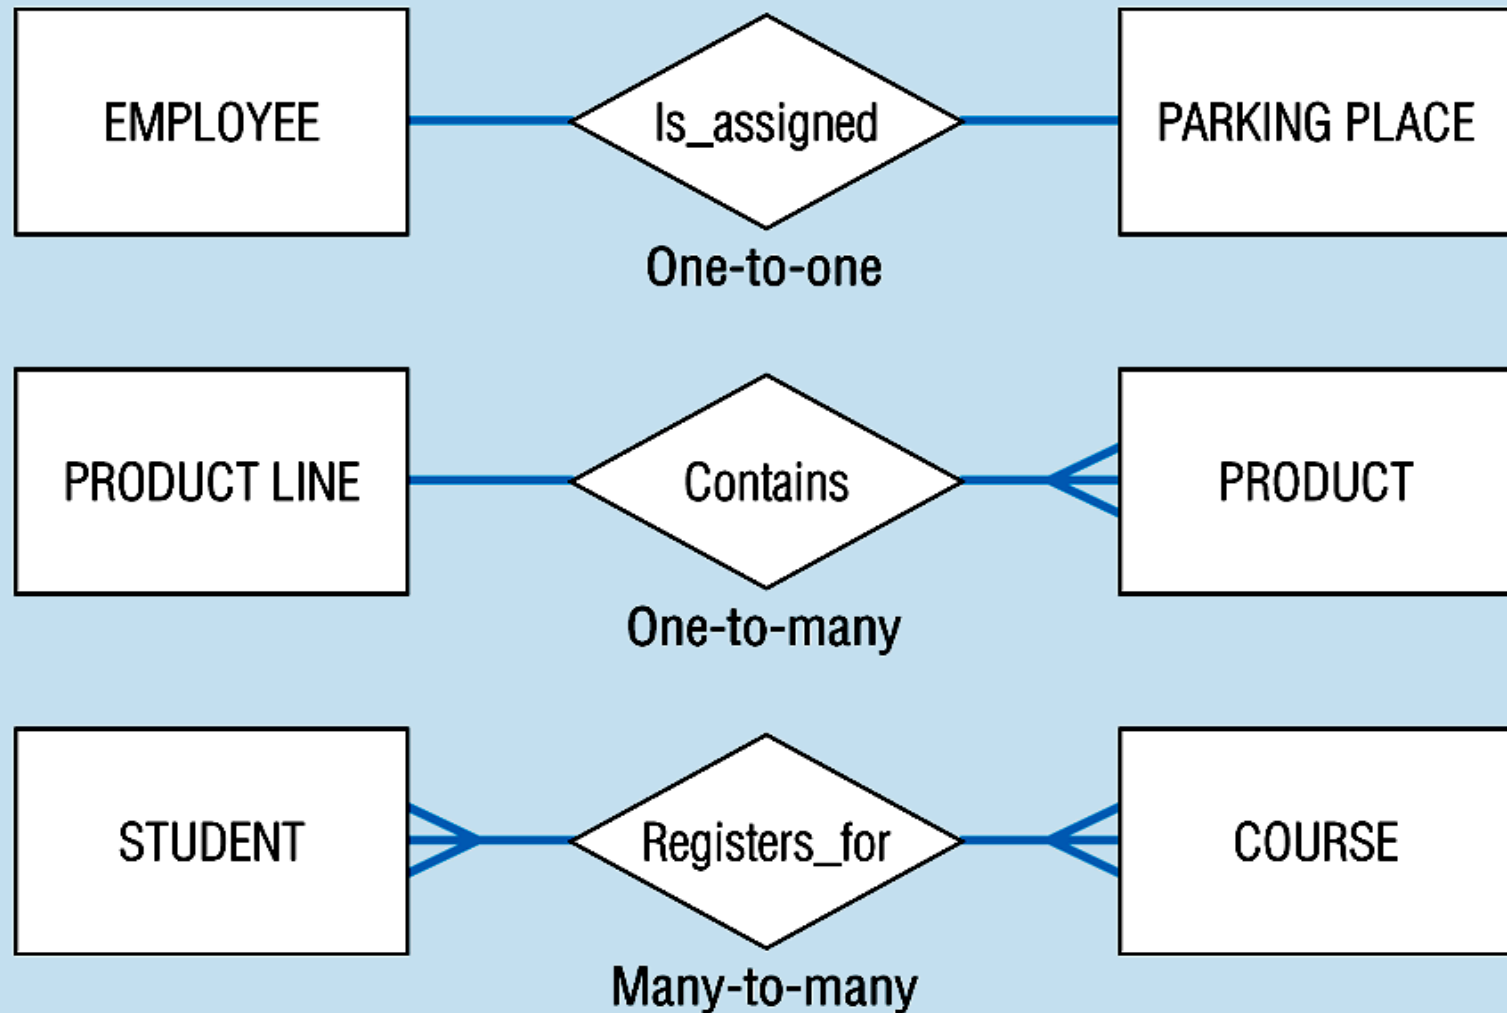 EMPLOYEE
Is_assigned
PARKING PLACE
One-to-one
PRODUCT LINE
Contains
PRODUCT
One-to-many
STUDENT
Registers_for
COURSE
Many-to-many